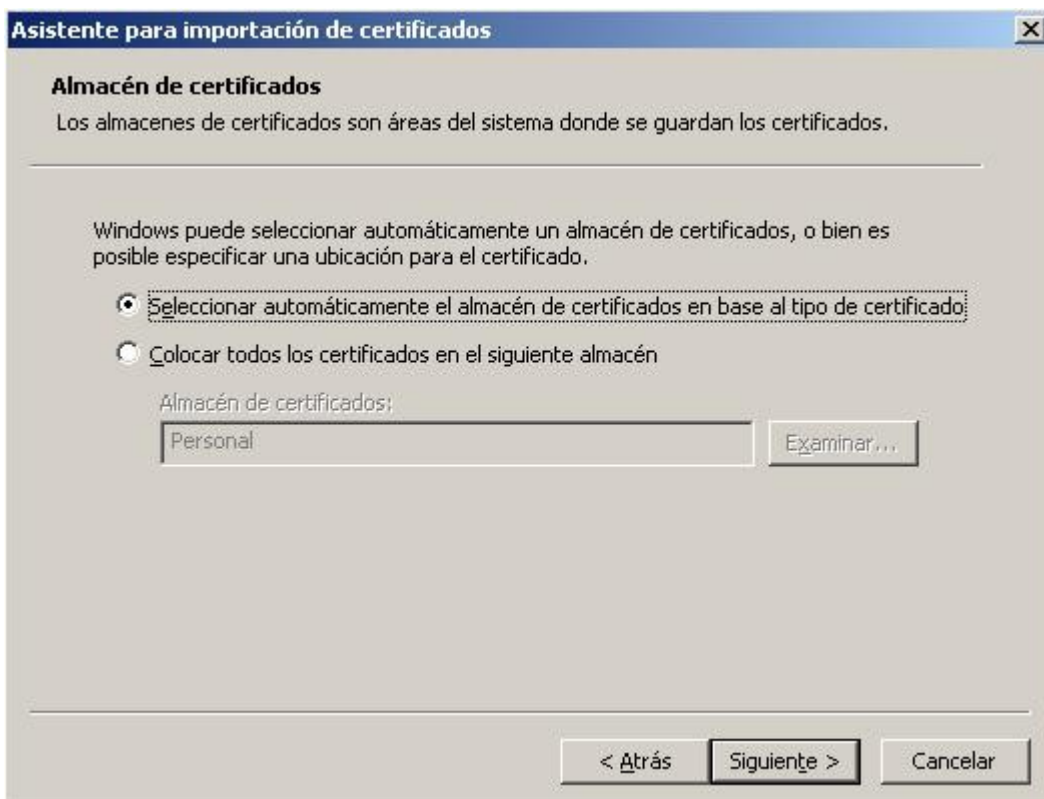 Asistente para importación de certificados
Almacén de certificados
Los almacenes de certificados son áreas del sistema donde se guardan los certificados.
Windows puede seleccionar automáticamente un almacén de certificados, o bien es
posible especificar una ubicación para el certificado.
Seleccionar automáticamente el almacén de certificados en base al tipo de certificado
Colocar todos los certificados en el siguiente almacén
Almacén de certificados:
Personal
Examinar...
< Atrás
Siguiente >
Cancelar